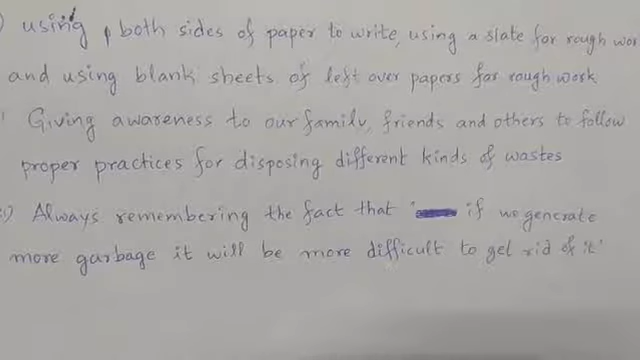 ) using both sides of paper to write, using a slate for rough wor
and using blank sheets of left over papers for rough work
Giving awareness to our family, friends and others to follow
proper practices for disposing different kinds of wastes
:) Always remembering the fact that ' if we generate
more garbage it will be more difficult to get rid of it'